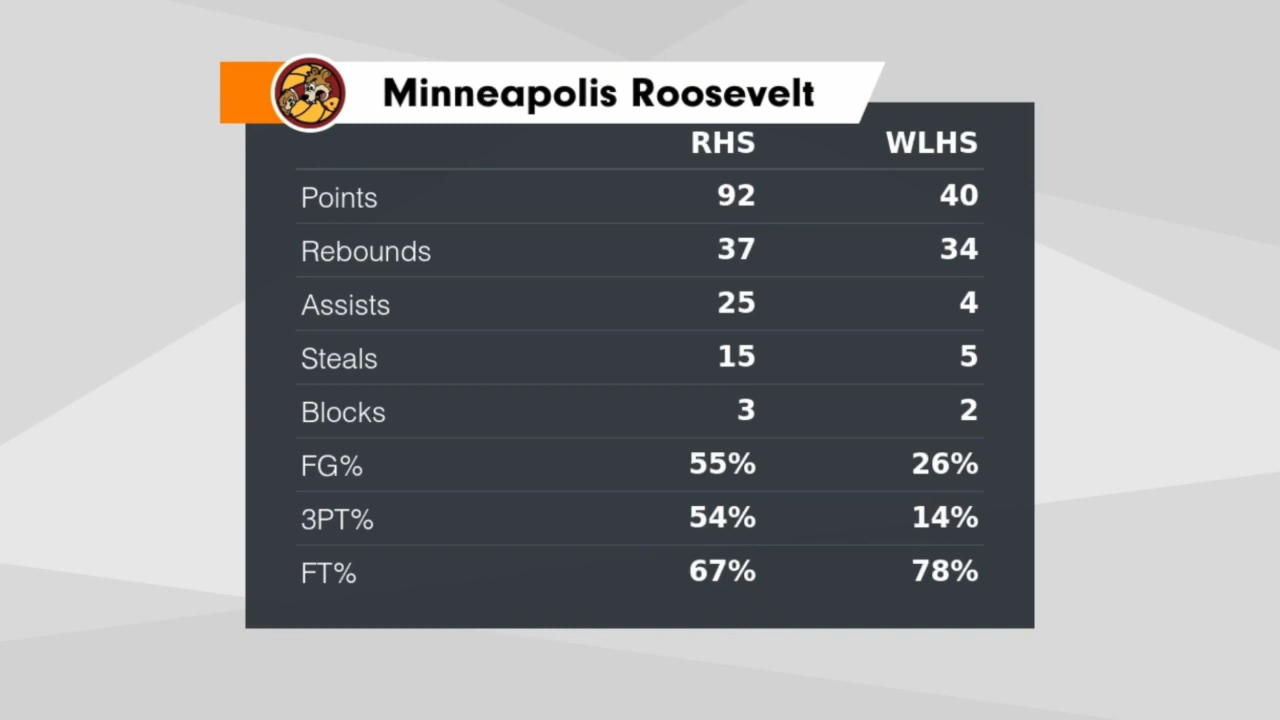 Minneapolis Roosevelt
RHS WLHS
Points 92 40
Rebounds 37 34
Assists 25 4
Steals 15 5
Blocks 3 2
FG% 55% 26%
3PT% 54% 14%
FT% 67% 78%